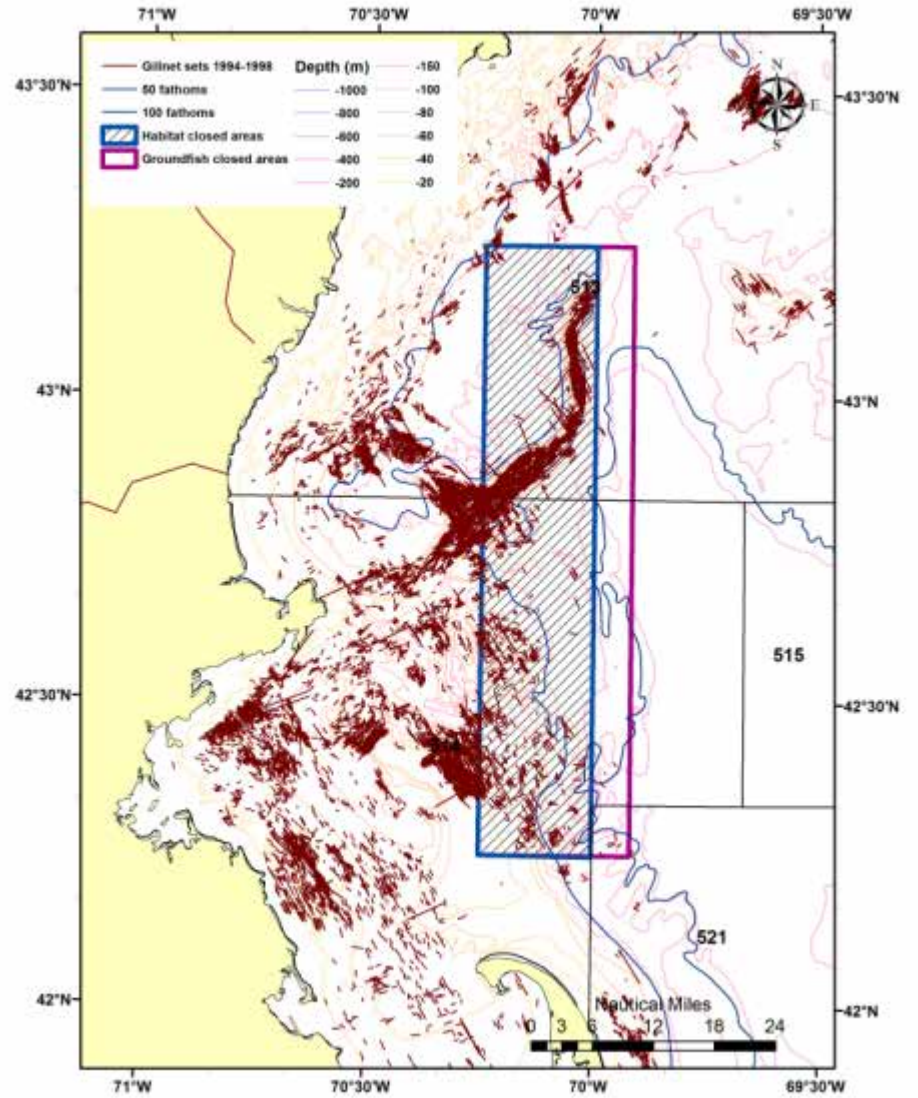 71°W 70°30'W 70°W 69°30'W
43°30'N 43°30'N
Gillnet sets 1994-1998
50 fathoms
100 fathoms
Habitat closed areas
Groundfish closed areas
Depth (m)
-1000
-800
-600
-400
-200
-150
-100
-80
-60
-40
-20
N
E
S
513
43°N 43°N
515
42°30'N 42°30'N
521
42°N 42°N
Nautical Miles
0 3 6 12 18 24
71°W 70°30'W 70°W 69°30'W